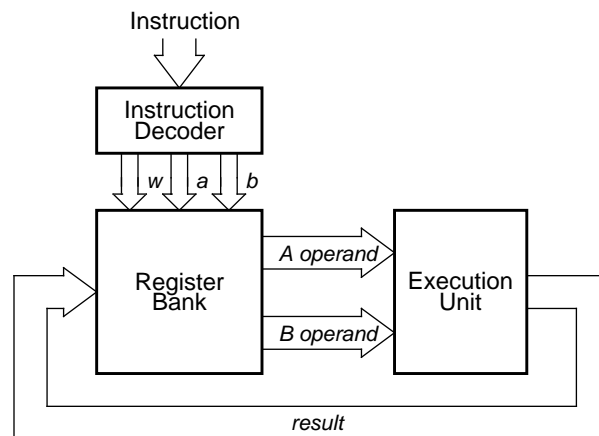 Instruction
Instruction
Decoder
w
a
b
Register
Bank
A operand
B operand
Execution
Unit
result